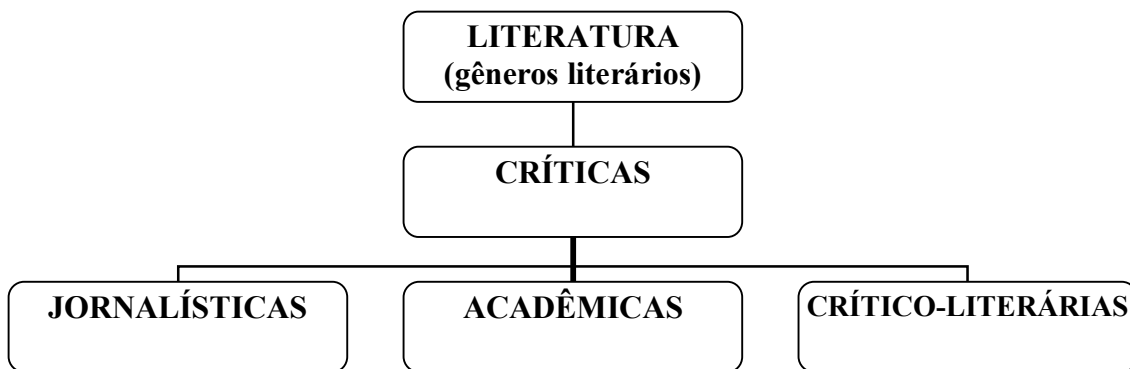 LITERATURA
(gêneros literários)
CRÍTICAS
JORNALÍSTICAS
ACADÊMICAS
CRÍTICO-LITERÁRIAS